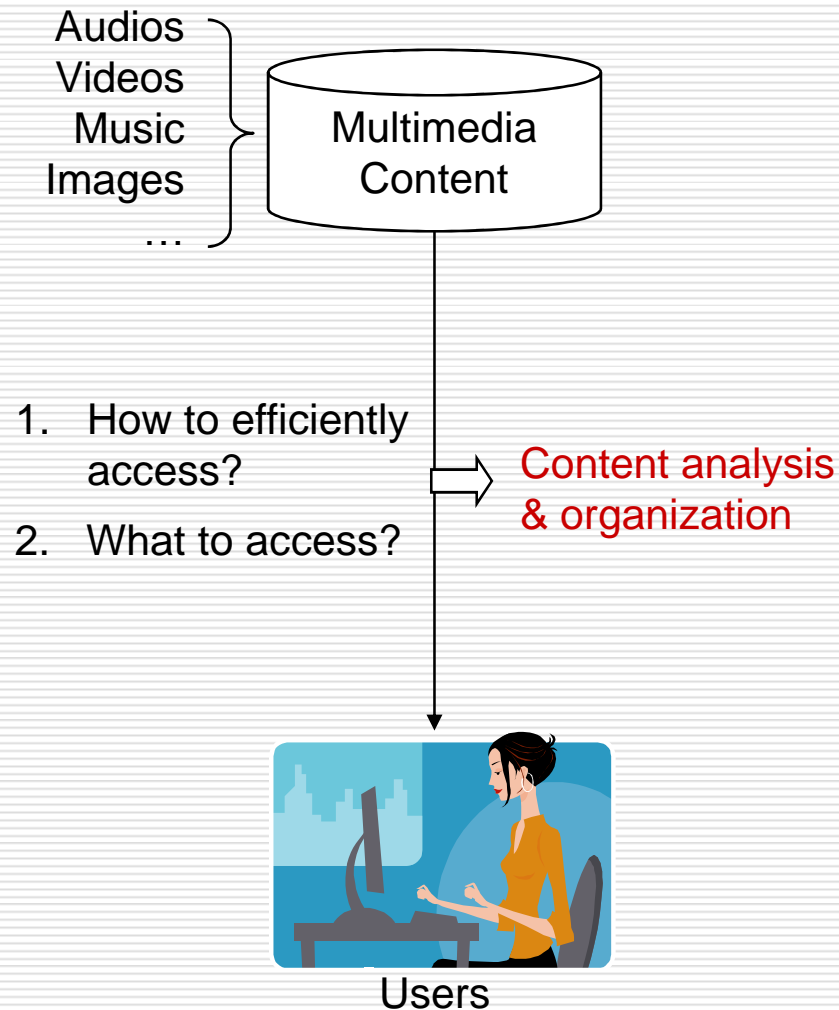 Audios
Videos
Music
Images
…
Multimedia
Content
1. How to efficiently
access?
2. What to access?
Content analysis
& organization
Users